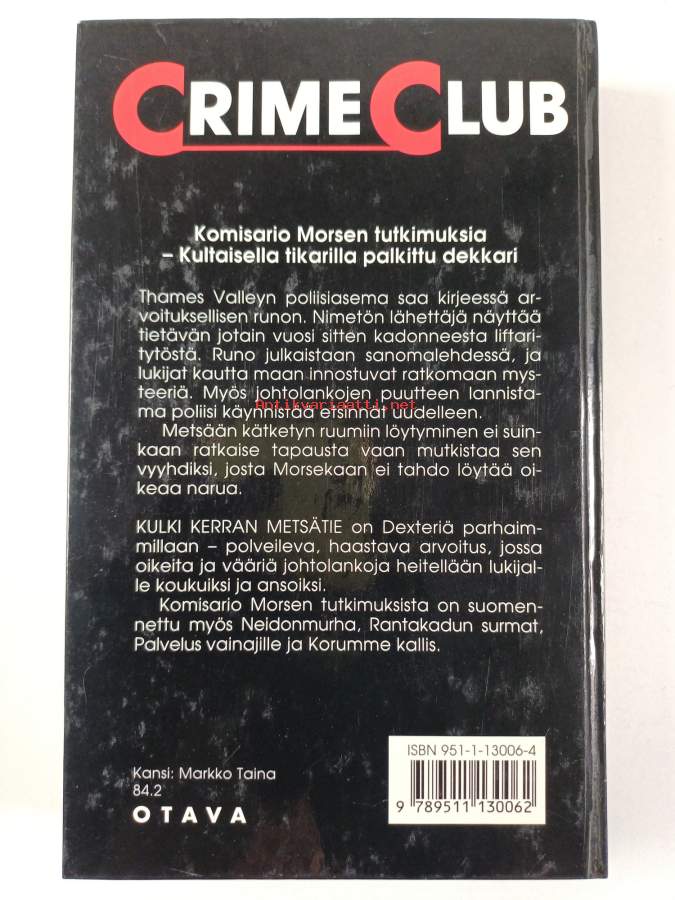 CRIME CLUB
Komisario Morsen tutkimuksia
– Kultaisella tikarilla palkittu dekkari
Thames Valleyn poliisiasema saa kirjeessä ar-
voituksellisen runon. Nimetön lähettäjä näyttää
tietävän jotain vuosi sitten kadonneesta liftari-
tytöstä. Runo julkaistaan sanomalehdessä, ja
lukijat kautta maan innostuvat ratkomaan mys-
teeriä. Myös johtolankojen puutteen lannista-
Antikvariaatti.net
ma poliisi käynnistää etsinnät uudelleen.
Metsään kätketyn ruumiin löytyminen ei suin-
kaan ratkaise tapausta vaan mutkistaa sen
vyyhdiksi, josta Morsekaan ei tahdo löytää oi-
keaa narua.
KULKI KERRAN METSÄTIE on Dexteriä parhaim-
millaan – polveileva, haastava arvoitus, jossa
oikeita ja vääriä johtolankoja heitellään lukijal-
le koukuiksi ja ansoiksi.
Komisario Morsen tutkimuksista on suomen-
nettu myös Neidonmurha, Rantakadun surmat,
Palvelus vainajille ja Korumme kallis.
ISBN 951-1-13006-4
9 789511 130062
Kansi: Markko Taina
84.2
OTAVA